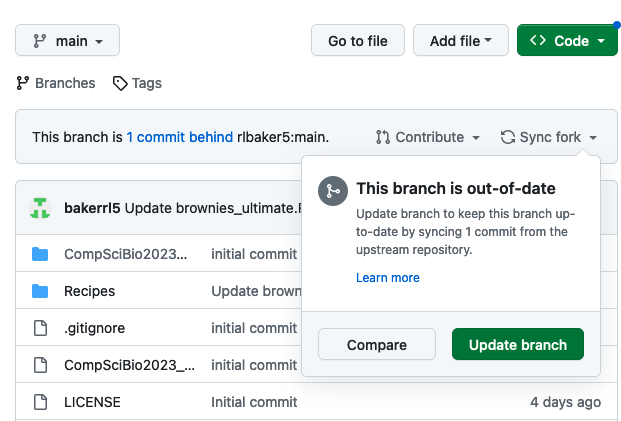 main
Go to file
Add file
Code
Branches
Tags
This branch is 1 commit behind rlbaker5:main.
Contribute
Sync fork
This branch is out-of-date
Update branch to keep this branch up-
to-date by syncing 1 commit from the
upstream repository.
Learn more
Compare
Update branch
bakerrl5 Update brownies_ultimate.
CompSciBio2023... initial commit
Recipes Update brown
.gitignore initial commit
CompSciBio2023_... initial commit
LICENSE Initial commit 4 days ago